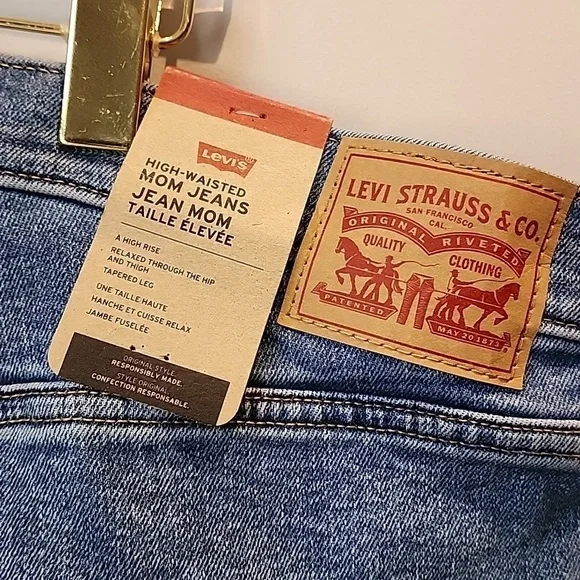 Levi's
HIGH-WAISTED
MOM JEANS
JEAN MOM
TAILLE ÉLEVÉE
A HIGH RISE
RELAXED THROUGH THE HIP
AND THIGH
TAPERED LEG
UNE TAILLE HAUTE
HANCHE ET CUISSE RELAX
JAMBE FUSELÉE
ORIGINAL STYLE.
RESPONSIBLY MADE.
STYLE ORIGINAL.
CONFECTION RESPONSABLE.
LEVI STRAUSS & CO.
SAN FRANCISCO
CAL.
ORIGINAL RIVETED
QUALITY CLOTHING
PATENTED MAY 20 1873